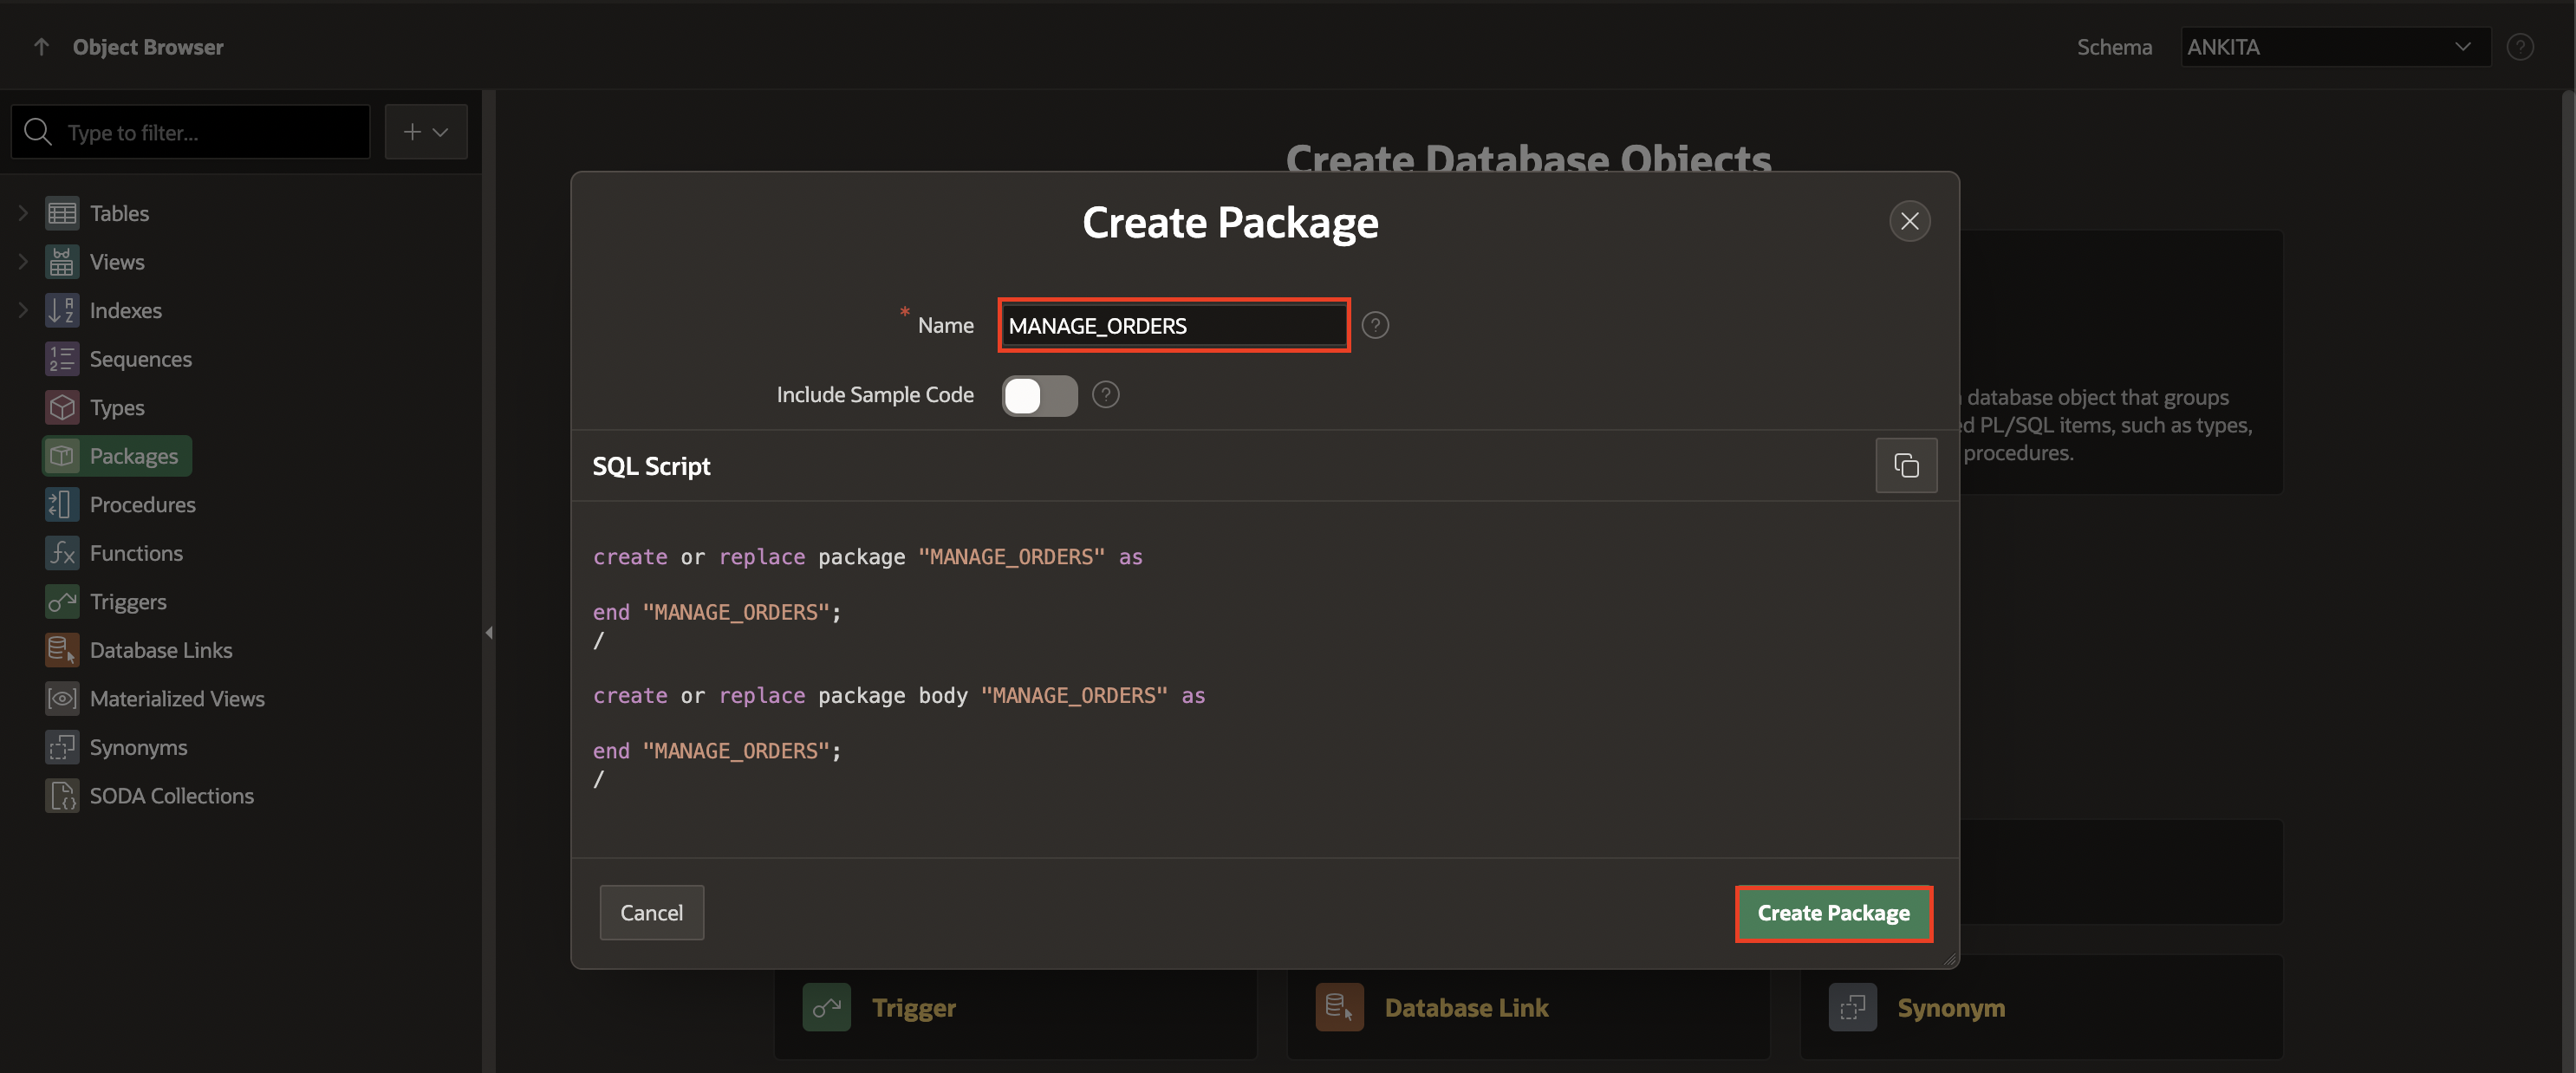 Object Browser
Schema
ANKITA
Type to filter...
Tables
Views
Indexes
Sequences
Types
Packages
Procedures
Functions
Triggers
Database Links
Materialized Views
Synonyms
SODA Collections
Create Database Objects
Create Package
* Name
MANAGE_ORDERS
Include Sample Code
SQL Script
create or replace package "MANAGE_ORDERS" as
end "MANAGE_ORDERS";
/
create or replace package body "MANAGE_ORDERS" as
end "MANAGE_ORDERS";
/
Cancel
Create Package
database object that groups
PL/SQL items, such as types,
procedures.
Trigger
Database Link
Synonym